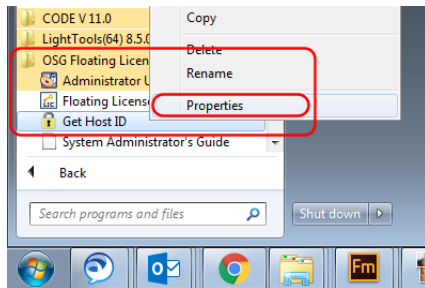 CODE V 11.0
Copy
LightTools(64) 8.5.0
Delete
OSG Floating Licen
Rename
Administrator U
Floating License
Properties
Get Host ID
System Administrator's Guide
Back
Search programs and files
Shut down
Fm